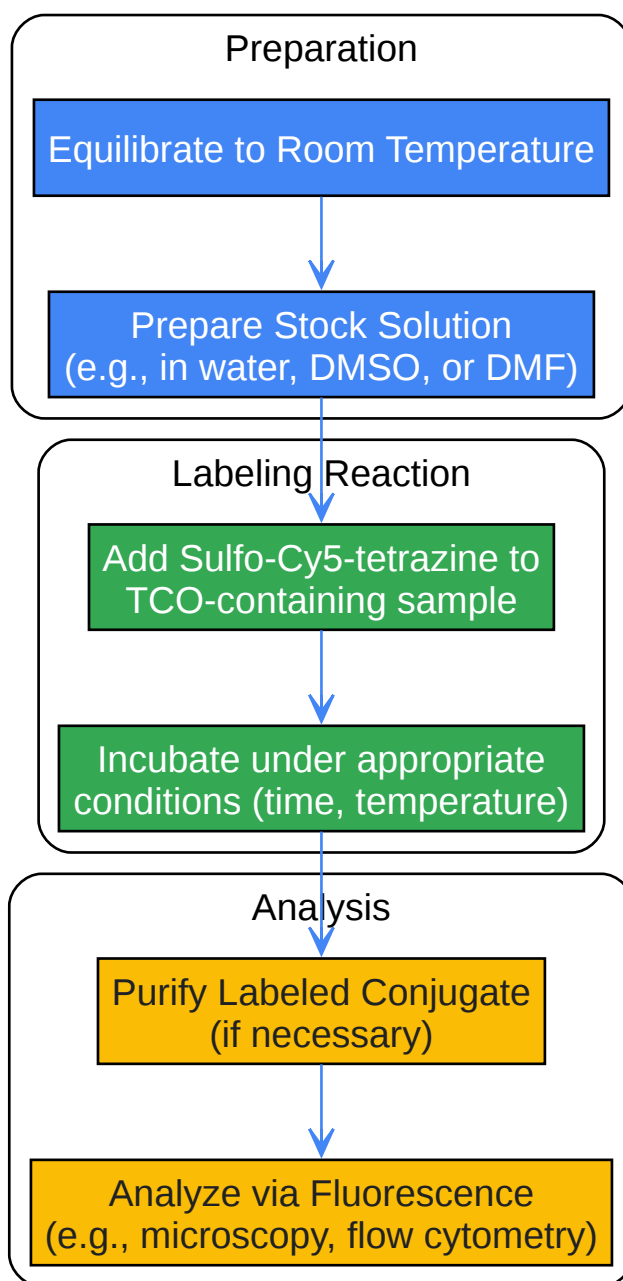 Preparation
Equilibrate to Room Temperature
Prepare Stock Solution
(e.g., in water, DMSO, or DMF)
Labeling Reaction
Add Sulfo-Cy5-tetrazine to
TCO-containing sample
Incubate under appropriate
conditions (time, temperature)
Analysis
Purify Labeled Conjugate
(if necessary)
Analyze via Fluorescence
(e.g., microscopy, flow cytometry)